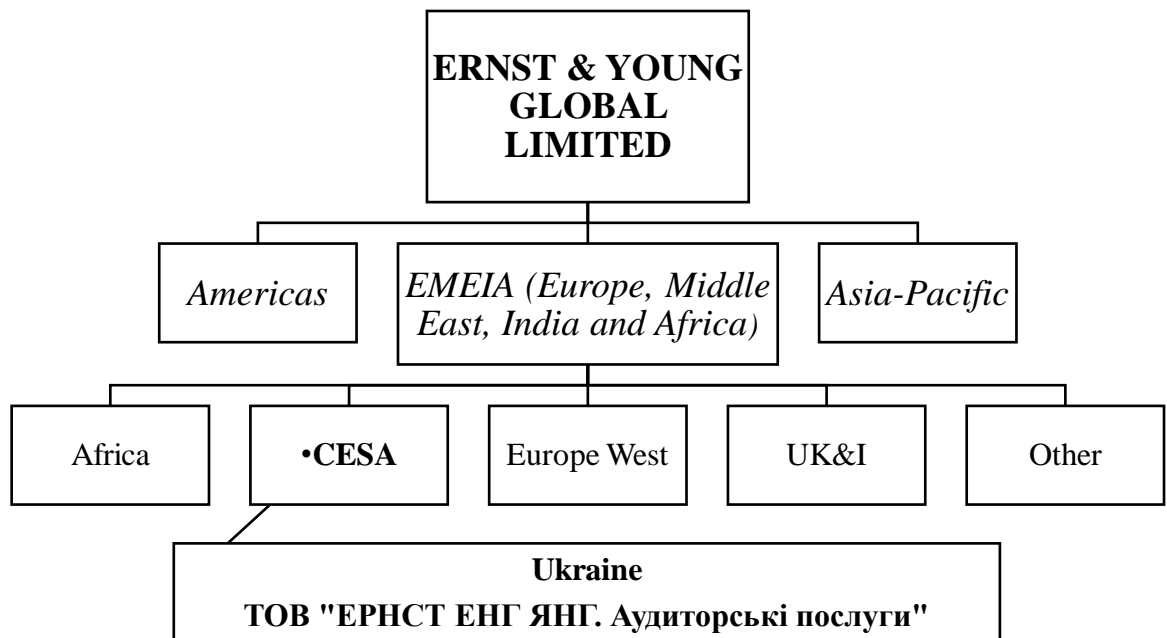 ERNST & YOUNG
GLOBAL
LIMITED
Americas
EMEIA (Europe, Middle
East, India and Africa)
Asia-Pacific
Africa
•CESA
Europe West
UK&I
Other
Ukraine
ТОВ "ЕРНСТ ЕНГ ЯНГ. Аудиторські послуги"